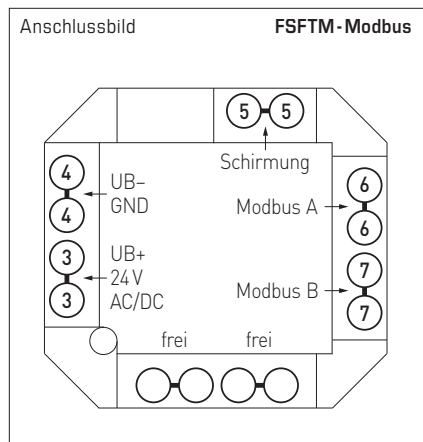 Anschlussbild FSFTM-Modbus
5 5
Schirmung
4
4
UB–
GND
3
3
UB+
24 V
AC/DC
Modbus A
6
6
Modbus B
7
7
frei frei